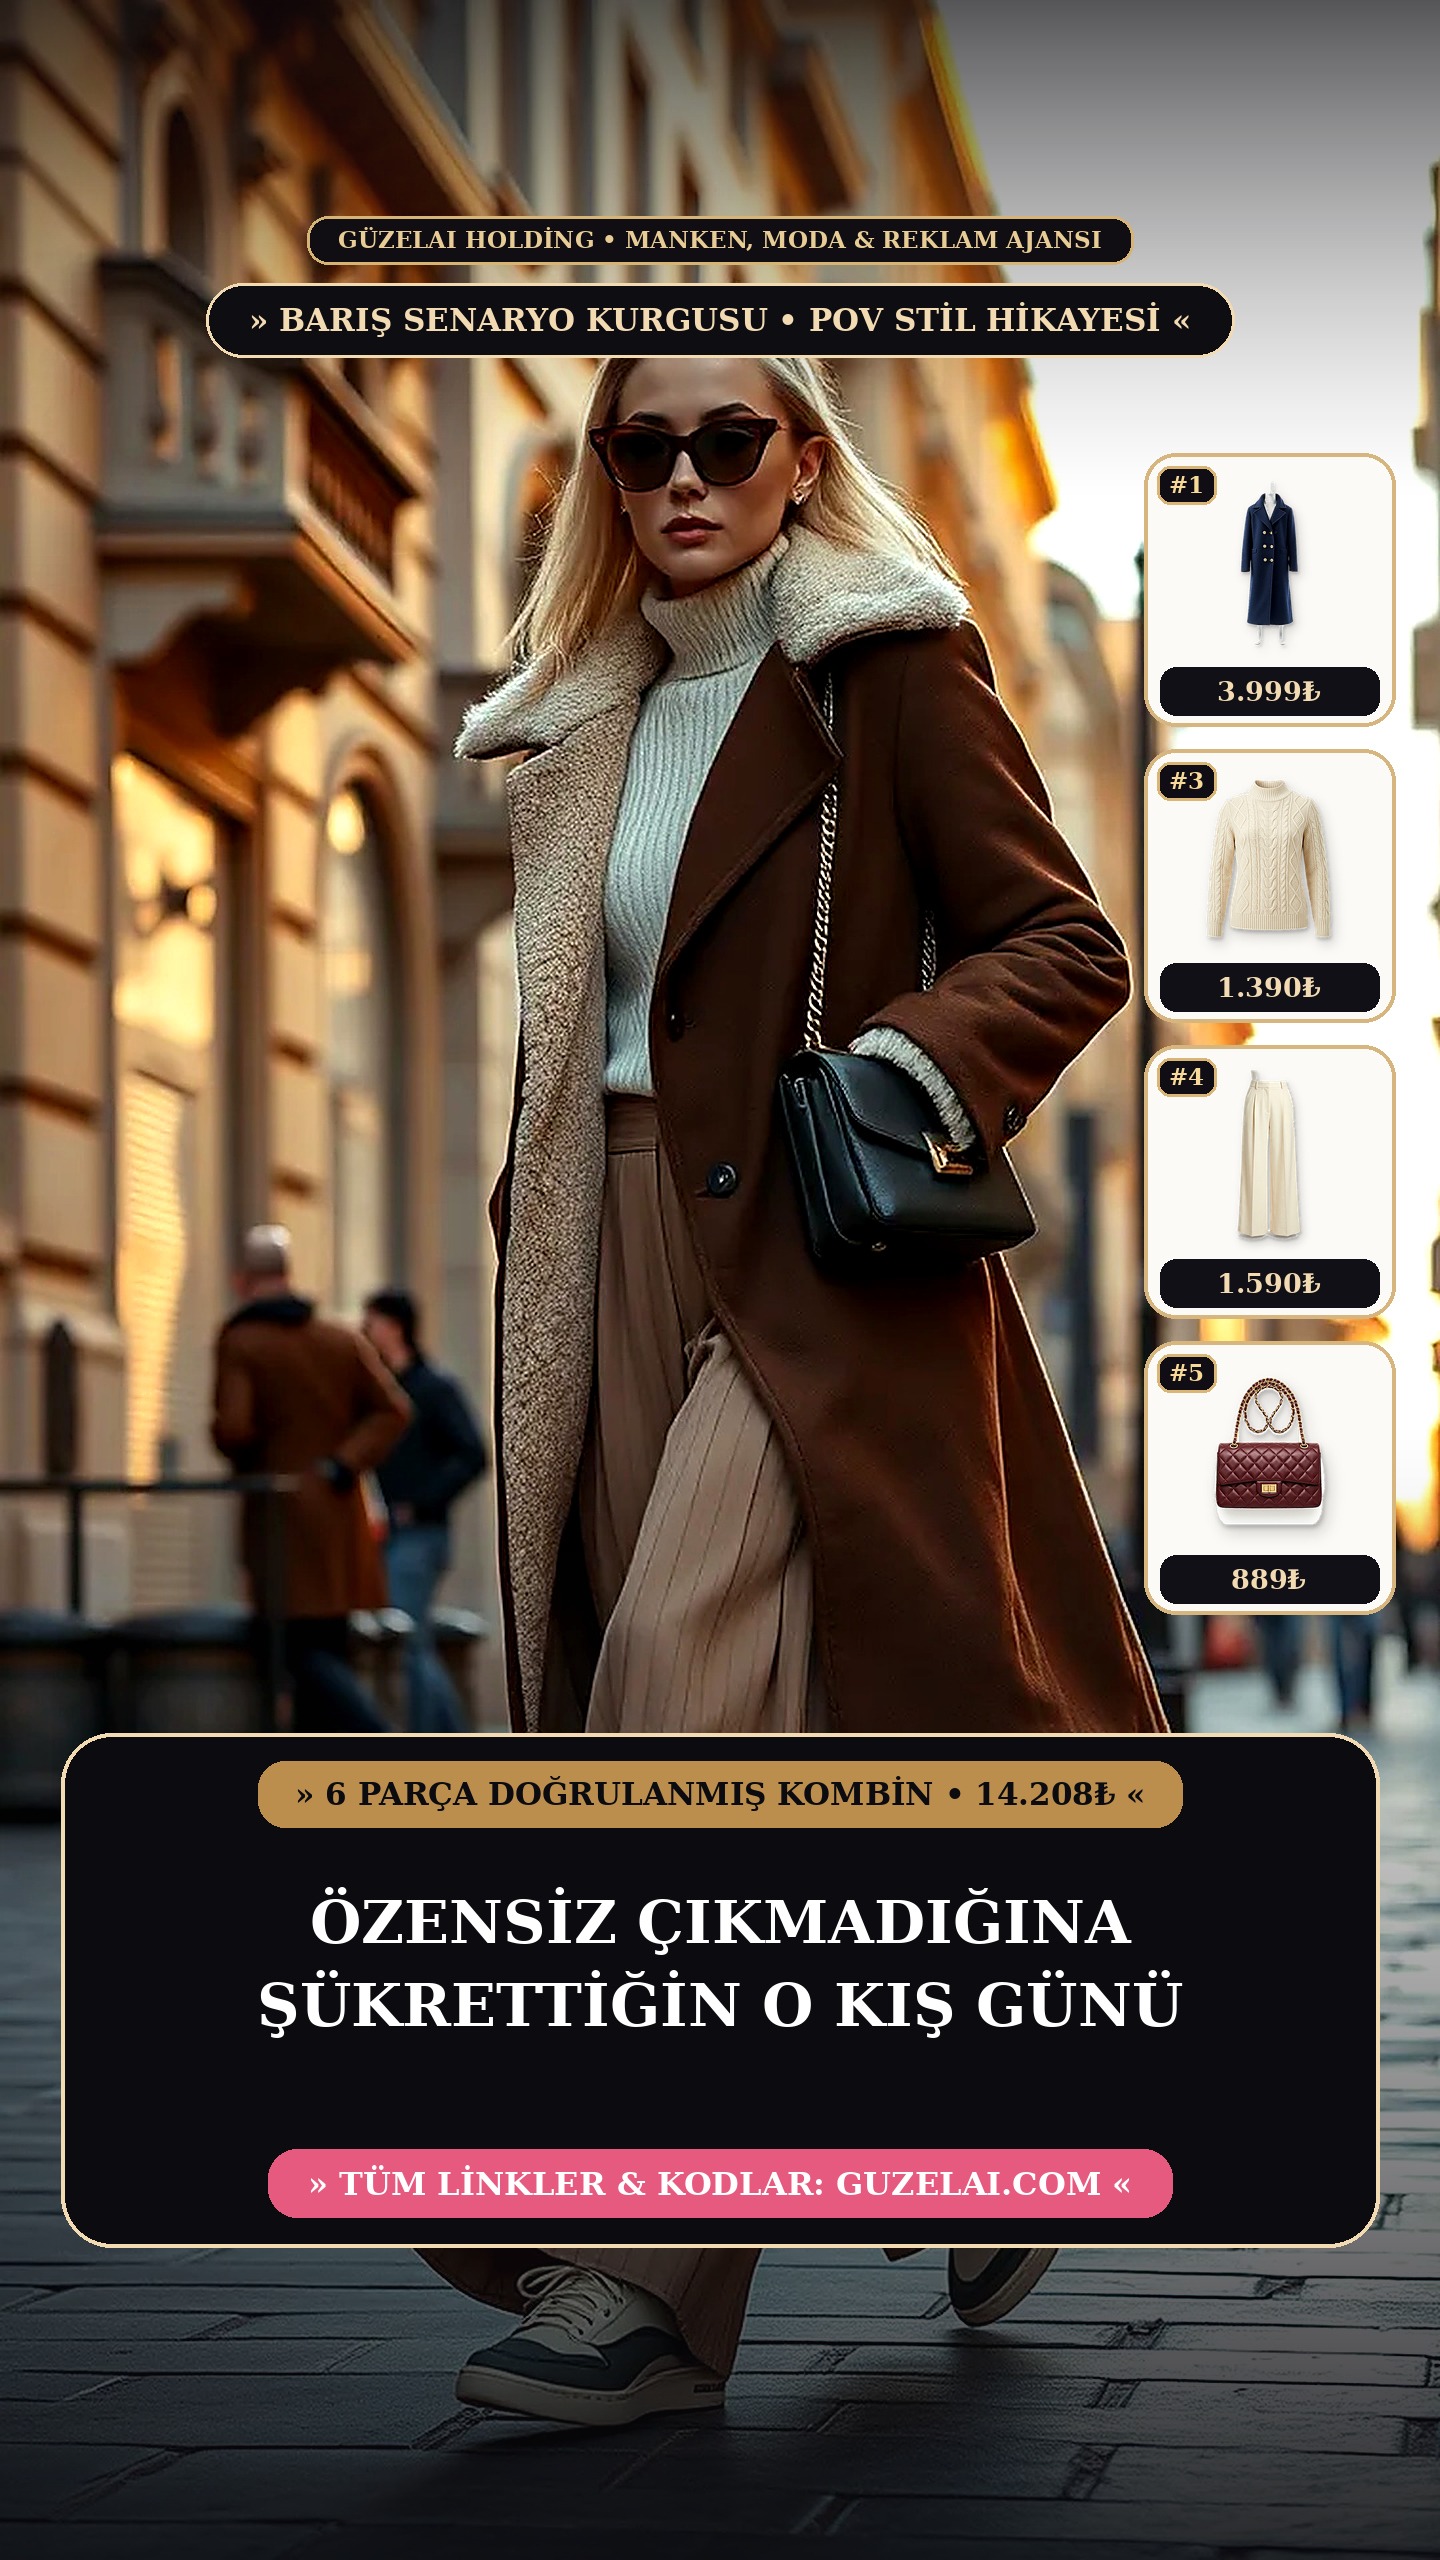 GÜZELAI HOLDİNG • MANKEN, MODA & REKLAM AJANSI
» BARIŞ SENARYO KURGUSU • POV STİL HİKAYESİ «
#1
3.999₺
#3
1.390₺
#4
1.590₺
#5
889₺
» 6 PARÇA DOĞRULANMIŞ KOMBİN • 14.208₺ «
ÖZENSİZ ÇIKMADIĞINA
ŞÜKRETTİĞİN O KIŞ GÜNÜ
» TÜM LİNKLER & KODLAR: GUZELAI.COM «